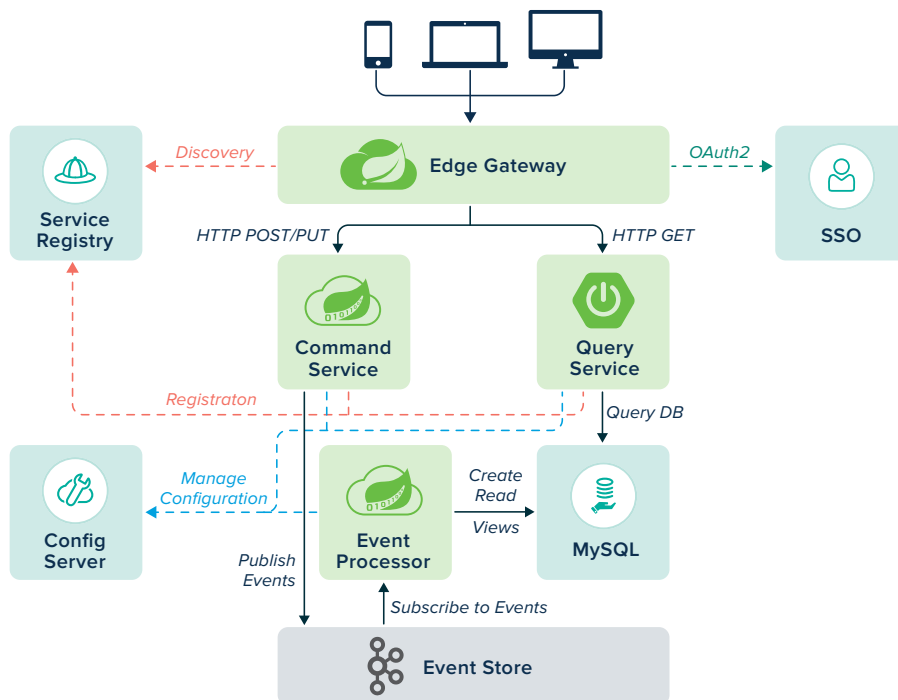 Discovery
Edge Gateway
OAuth2
Service
Registry
SSO
HTTP POST/PUT
HTTP GET
Command
Service
Query
Service
Registraton
Query DB
Manage
Configuration
Create
Read
Views
Config
Server
Event
Processor
MySQL
Publish
Events
Subscribe to Events
Event Store